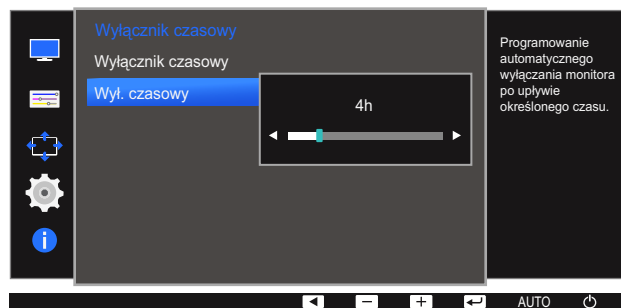 Wyłącznik czasowy
Wyłącznik czasowy
Wył. czasowy
4h
Programowanie
automatycznego
wyłączania monitora
po upływie
określonego czasu.
AUTO